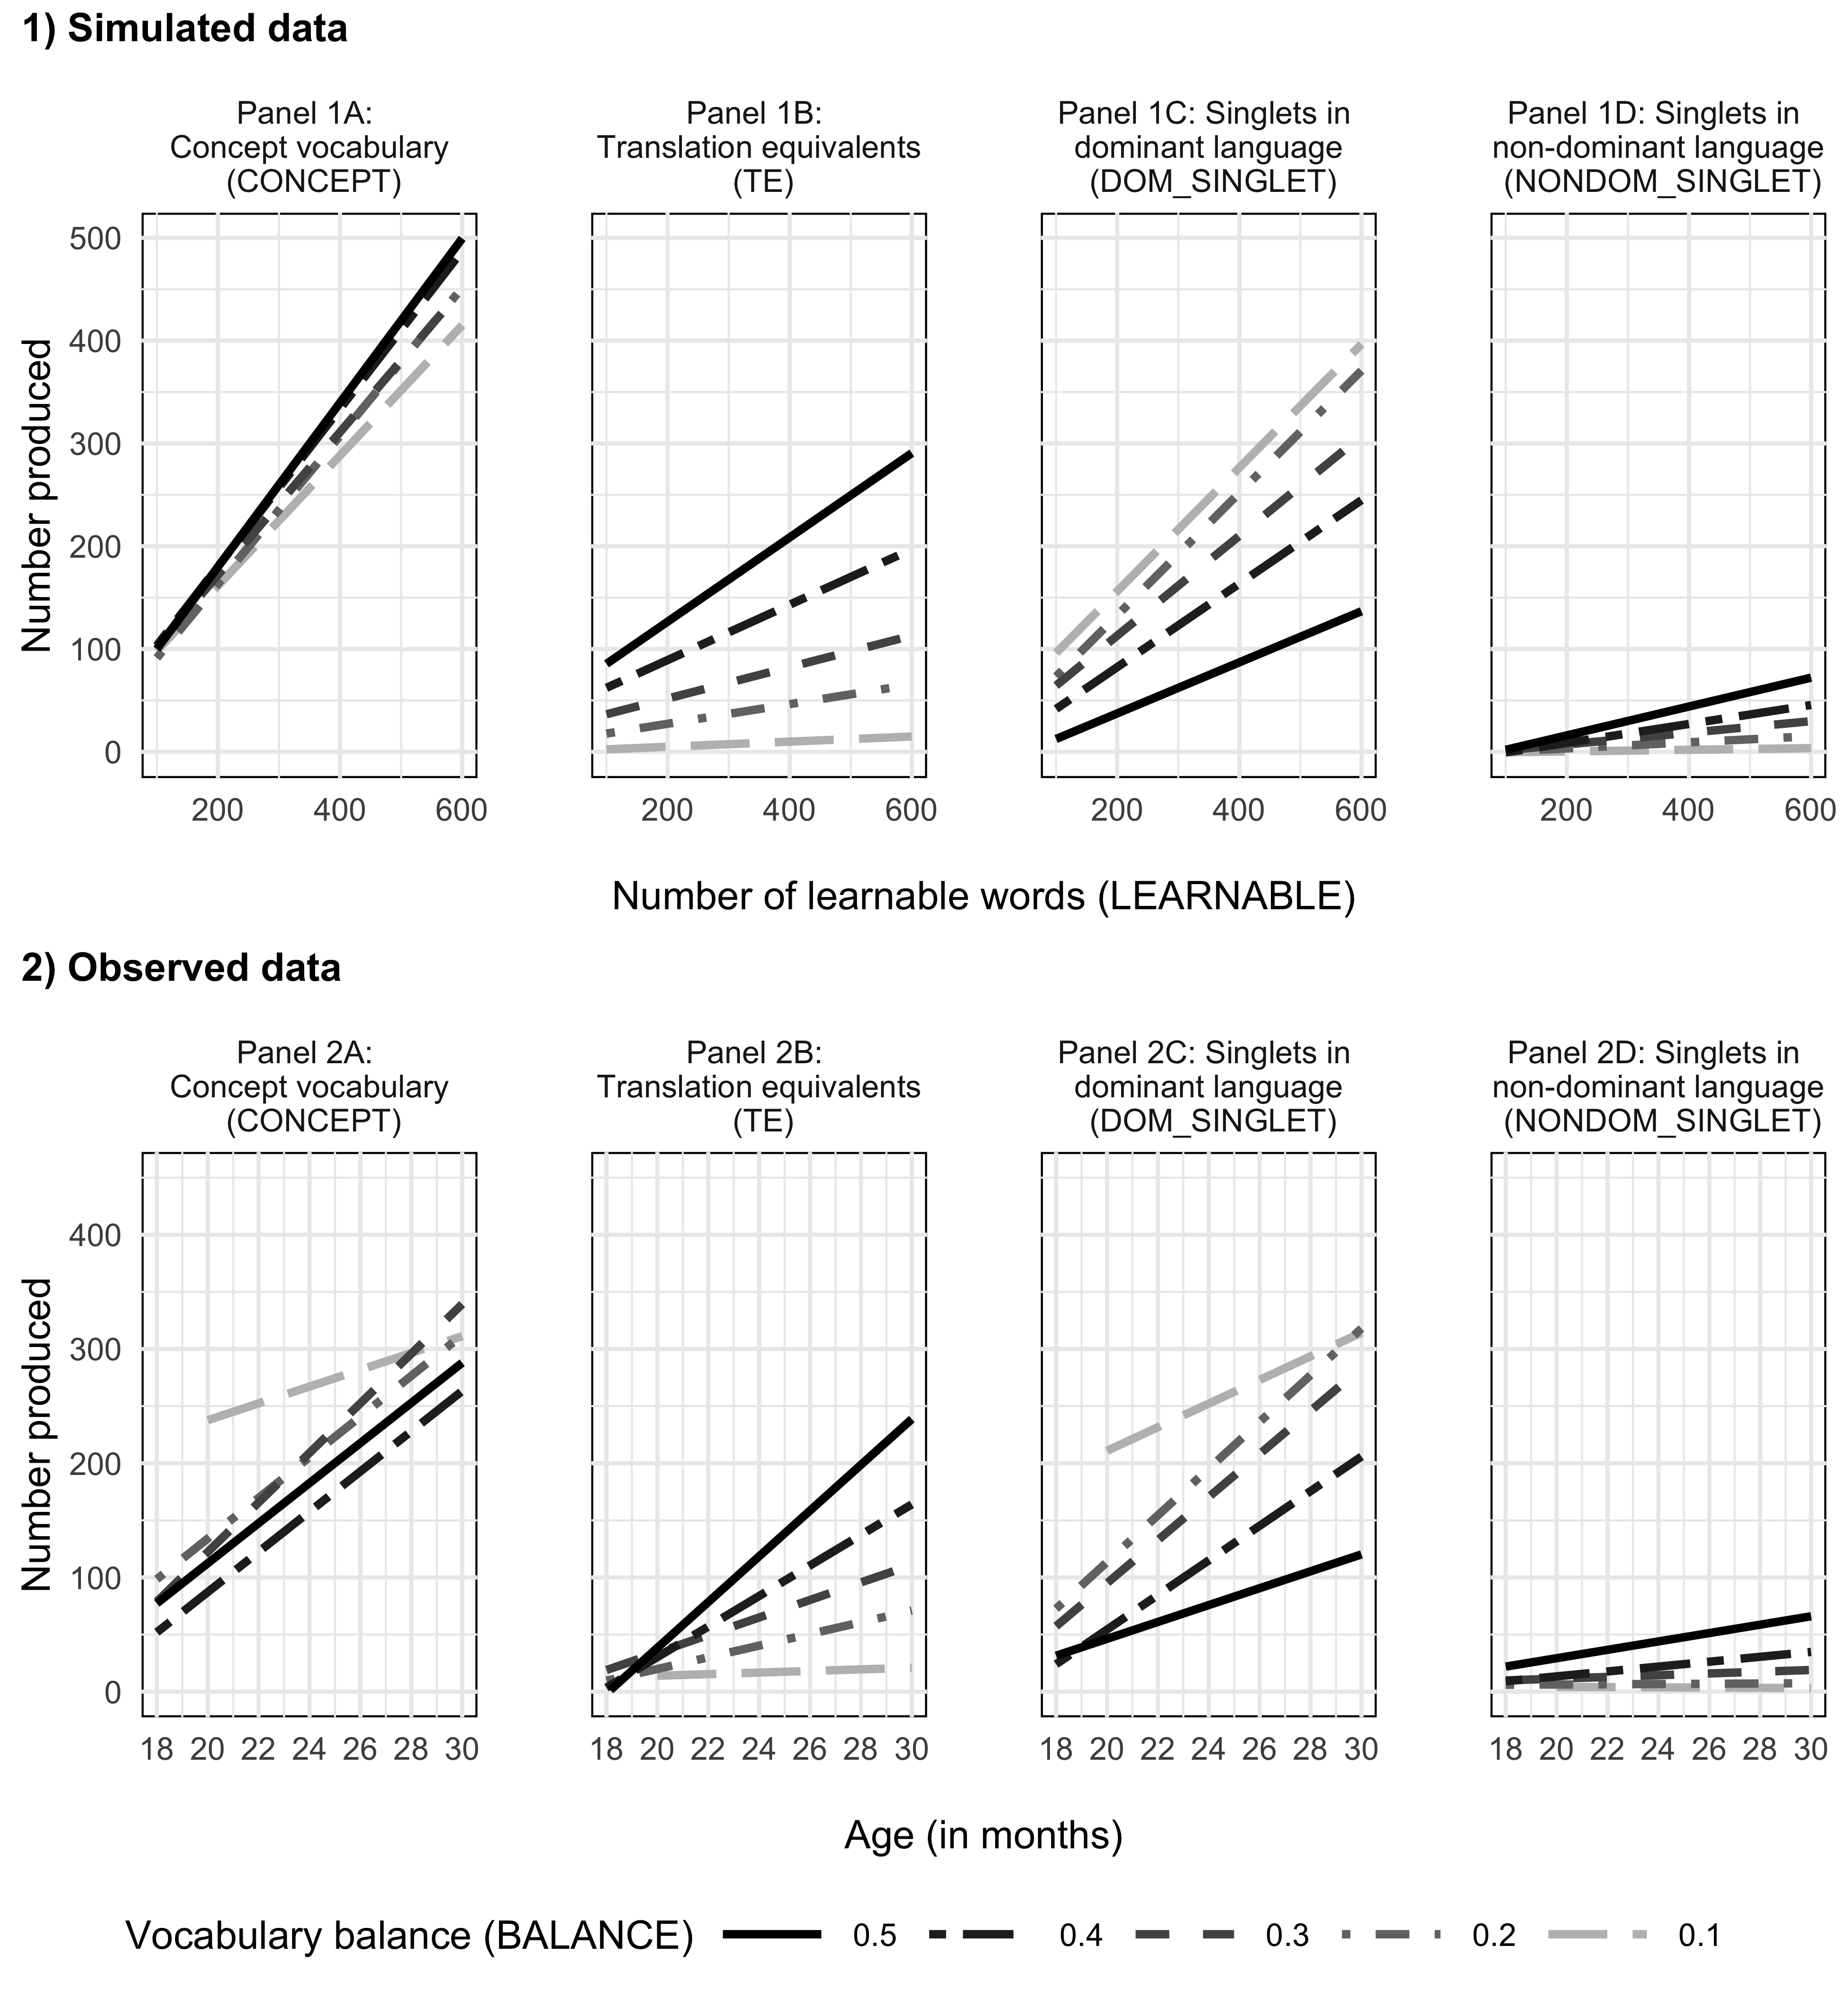 1) Simulated data
Panel 1A:
Concept vocabulary
(CONCEPT)
Panel 1B:
Translation equivalents
(TE)
Panel 1C: Singlets in
dominant language
(DOM_SINGLET)
Panel 1D: Singlets in
non-dominant language
(NONDOM_SINGLET)
Number produced
500
400
300
200
100
0
200 400 600
200 400 600
200 400 600
200 400 600
Number of learnable words (LEARNABLE)
2) Observed data
Panel 2A:
Concept vocabulary
(CONCEPT)
Panel 2B:
Translation equivalents
(TE)
Panel 2C: Singlets in
dominant language
(DOM_SINGLET)
Panel 2D: Singlets in
non-dominant language
(NONDOM_SINGLET)
Number produced
400
300
200
100
0
18 20 22 24 26 28 30
18 20 22 24 26 28 30
18 20 22 24 26 28 30
18 20 22 24 26 28 30
Age (in months)
Vocabulary balance (BALANCE) 0.5 0.4 0.3 0.2 0.1